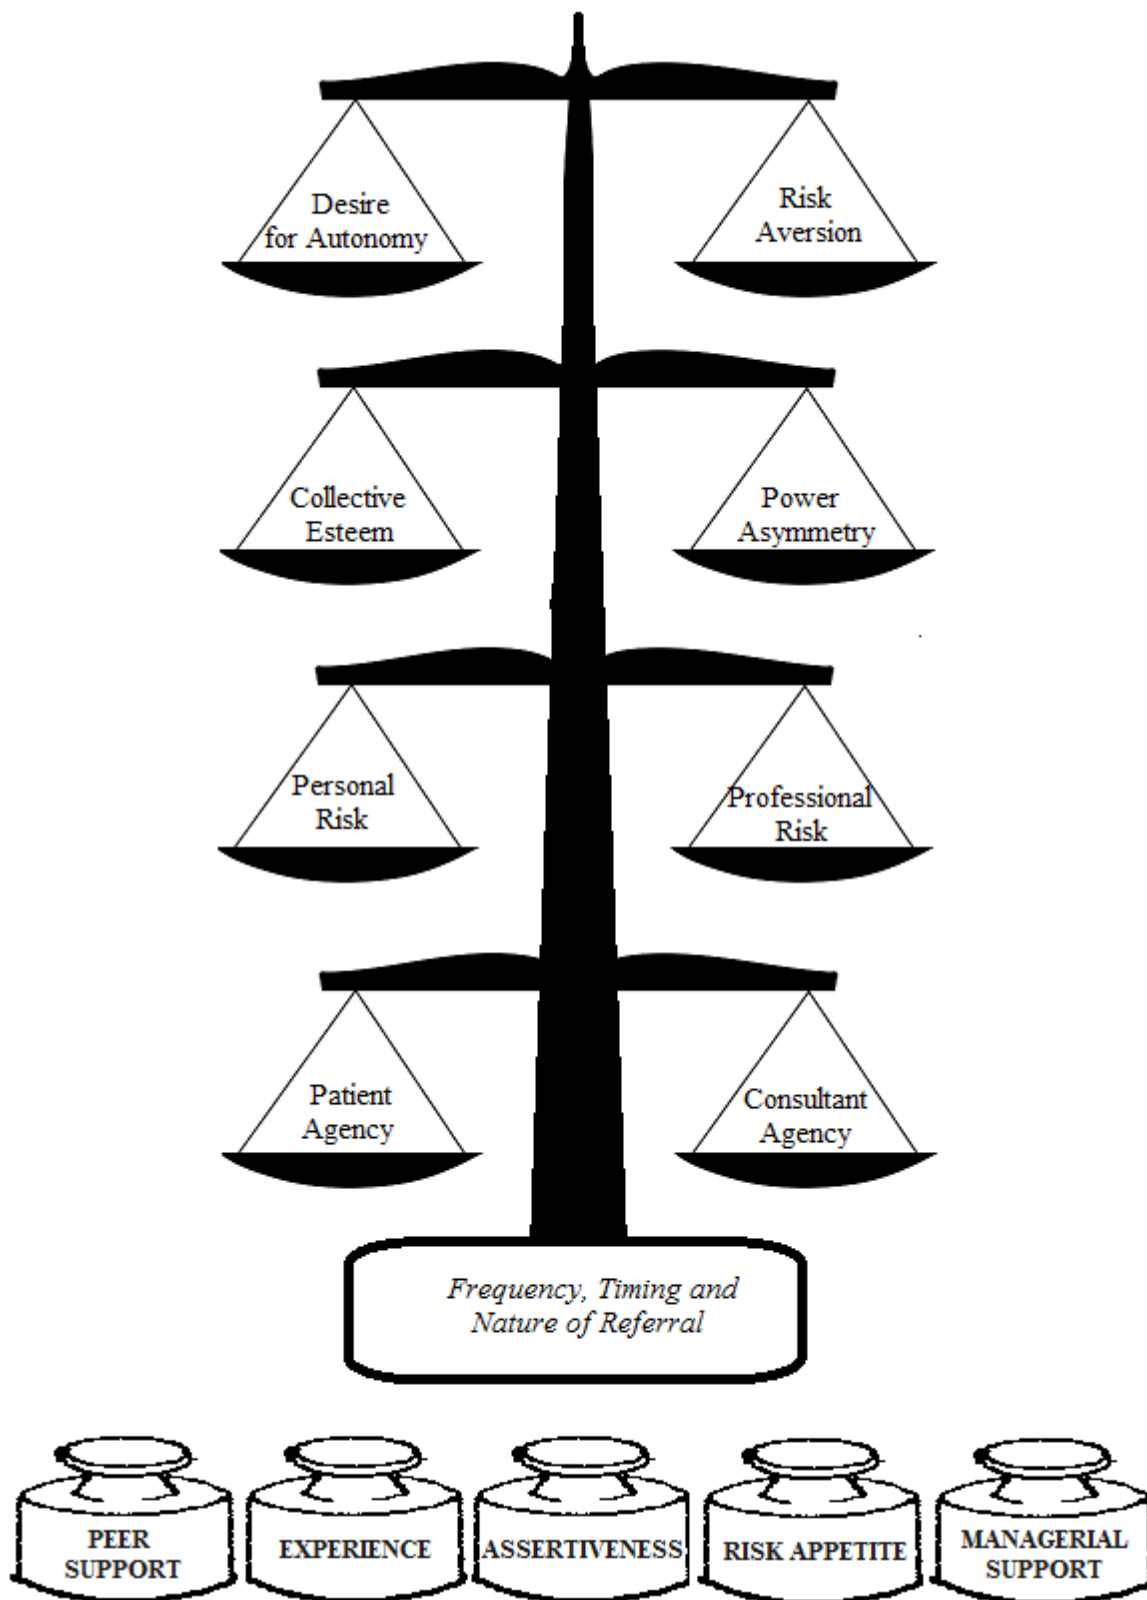 Desire
for Autonomy
Risk
Aversion
Collective
Esteem
Power
Asymmetry
Personal
Risk
Professional
Risk
Patient
Agency
Consultant
Agency
Frequency, Timing and
Nature of Referral
PEER
SUPPORT
EXPERIENCE
ASSERTIVENESS
RISK APPETITE
MANAGERIAL
SUPPORT